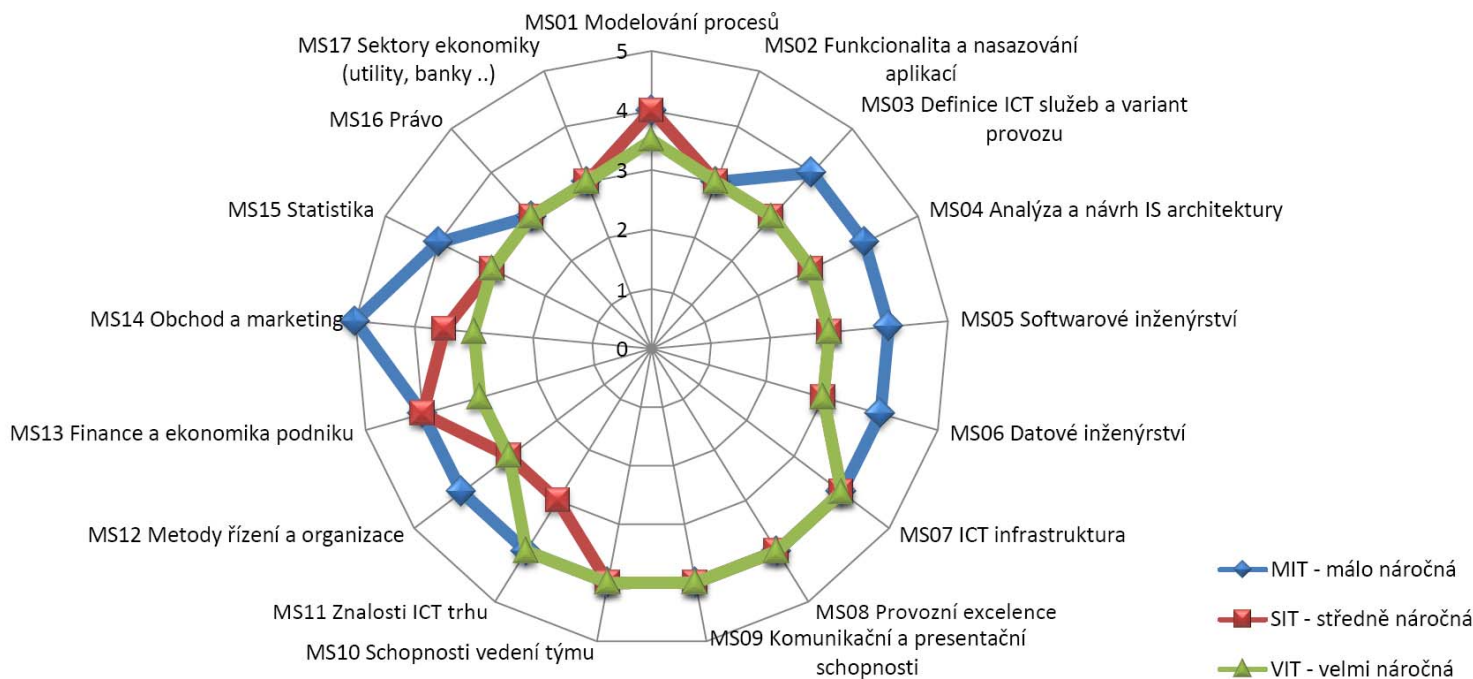 MS01 Modelování procesů
MS02 Funkcionalita a nasazování
aplikací
MS03 Definice ICT služeb a variant
provozu
MS04 Analýza a návrh IS architektury
MS05 Softwarové inženýrství
MS06 Datové inženýrství
MS07 ICT infrastruktura
MS08 Provozní excelence
MS09 Komunikační a presentační
schopnosti
MS10 Schopnosti vedení týmu
MS11 Znalosti ICT trhu
MS12 Metody řízení a organizace
MS13 Finance a ekonomika podniku
MS14 Obchod a marketing
MS15 Statistika
MS16 Právo
MS17 Sektory ekonomiky
(utility, banky ..)
5
4
3
2
1
0
MIT - málo náročná
SIT - středně náročná
VIT - velmi náročná